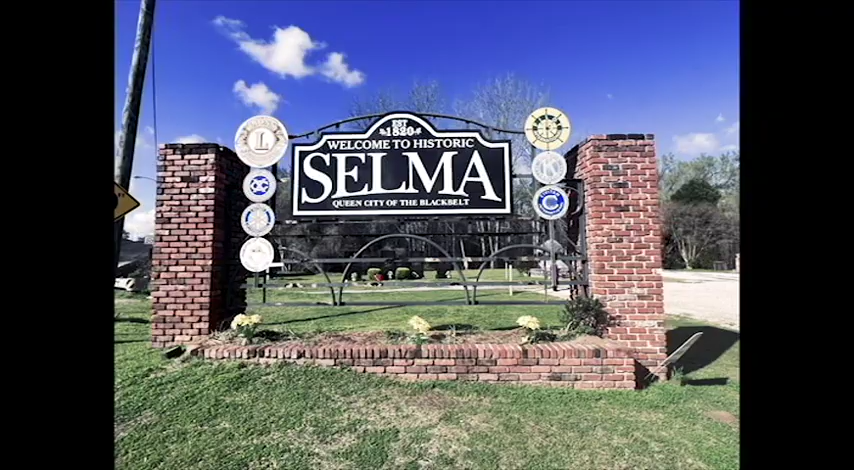 EST
1820
WELCOME TO HISTORIC
SELMA
QUEEN CITY OF THE BLACKBELT
L
K
C